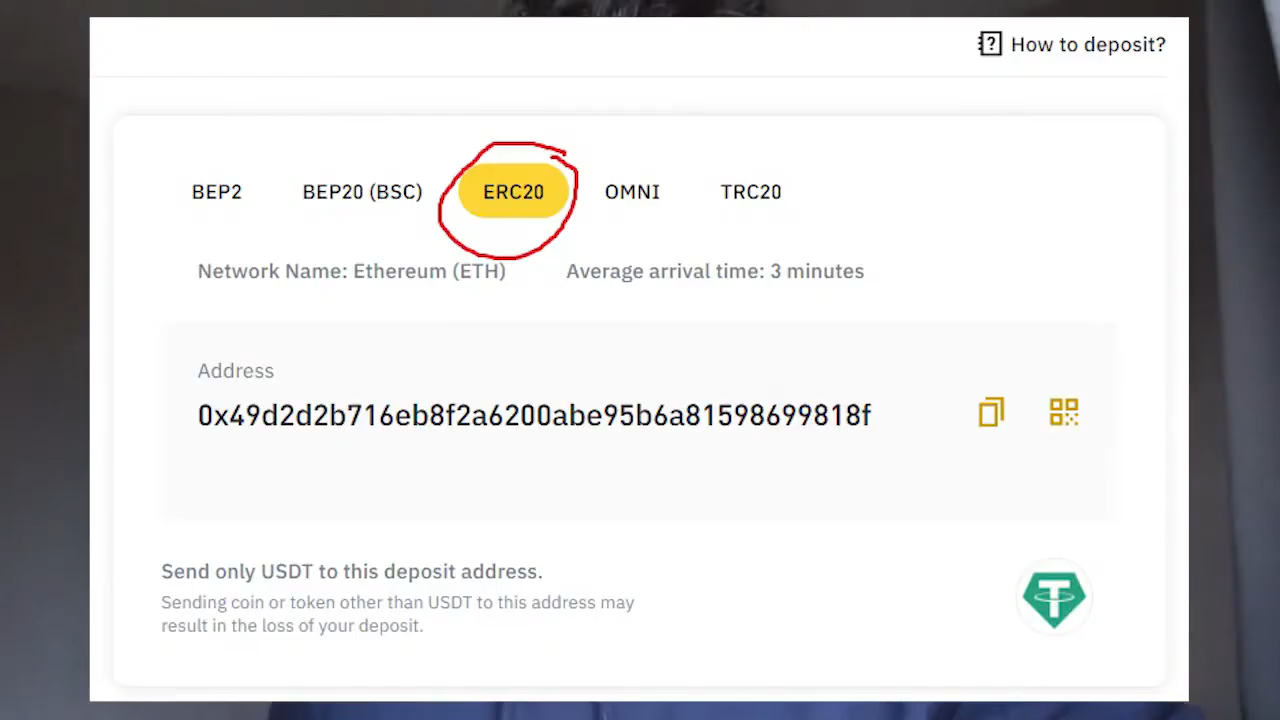 How to deposit?
BEP2 BEP20 (BSC) ERC20 OMNI TRC20
Network Name: Ethereum (ETH) Average arrival time: 3 minutes
Address
0x49d2d2b716eb8f2a6200abe95b6a81598699818f
Send only USDT to this deposit address.
Sending coin or token other than USDT to this address may
result in the loss of your deposit.